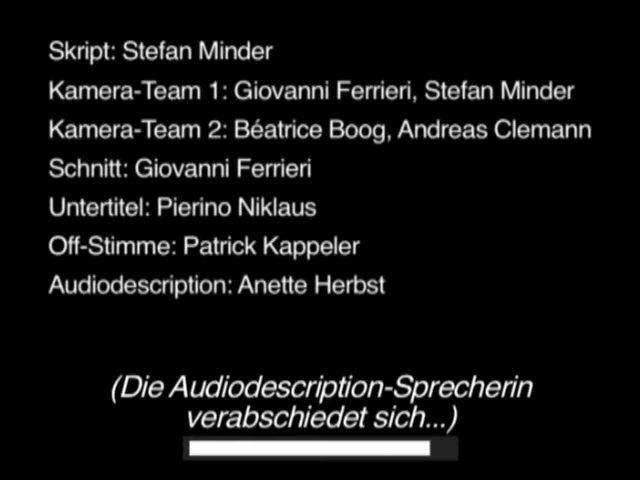 Skript: Stefan Minder
Kamera-Team 1: Giovanni Ferrieri, Stefan Minder
Kamera-Team 2: Béatrice Boog, Andreas Clemann
Schnitt: Giovanni Ferrieri
Untertitel: Pierino Niklaus
Off-Stimme: Patrick Kappeler
Audiodescription: Anette Herbst
(Die Audiodescription-Sprecherin
verabschiedet sich...)